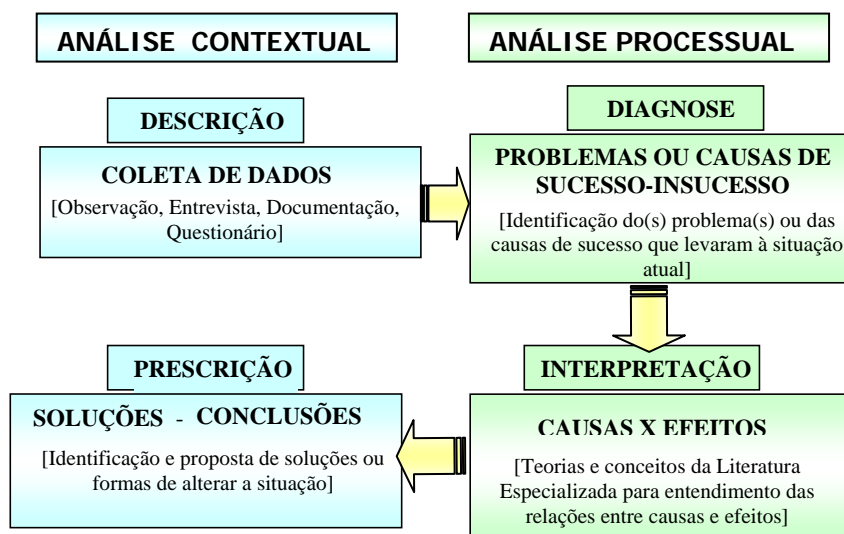 ANÁLISE CONTEXTUAL
ANÁLISE PROCESSUAL
DESCRIÇÃO
COLETA DE DADOS
[Observação, Entrevista, Documentação,
Questionário]
DIAGNOSE
PROBLEMAS OU CAUSAS DE
SUCESSO-INSUCESSO
[Identificação do(s) problema(s) ou das
causas de sucesso que levaram à situação
atual]
INTERPRETAÇÃO
CAUSAS X EFEITOS
[Teorias e conceitos da Literatura
Especializada para entendimento das
relações entre causas e efeitos]
PRESCRIÇÃO
SOLUÇÕES - CONCLUSÕES
[Identificação e proposta de soluções ou
formas de alterar a situação]